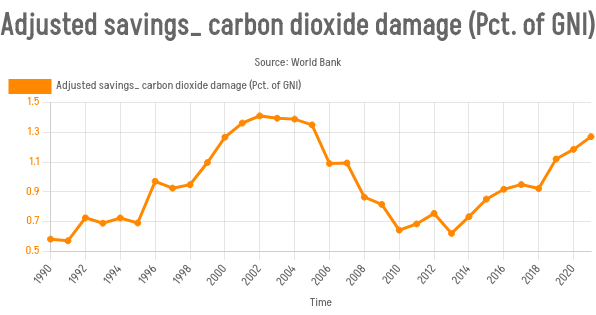 Adjusted savings_ carbon dioxide damage (Pct. of GNI)
Source: World Bank
Adjusted savings_ carbon dioxide damage (Pct. of GNI)
1.5
1.3
1.1
0.9
0.7
0.5
1990 1992 1994 1996 1998 2000 2002 2004 2006 2008 2010 2012 2014 2016 2018 2020
Time